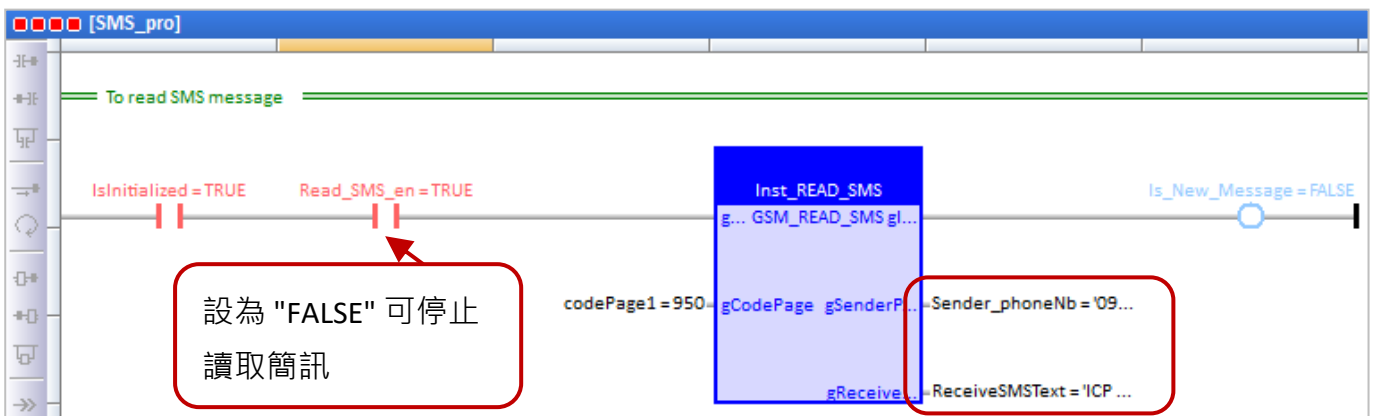 [SMS_pro]
To read SMS message
IsInitialized = TRUE
Read_SMS_en = TRUE
Inst_READ_SMS
Is_New_Message = FALSE
g... GSM_READ_SMS gI...
設為 "FALSE" 可停止
讀取簡訊
codePage1 = 950
gCodePage gSenderP...
Sender_phoneNb = '09...
gReceive...
ReceiveSMSText = 'ICP ...